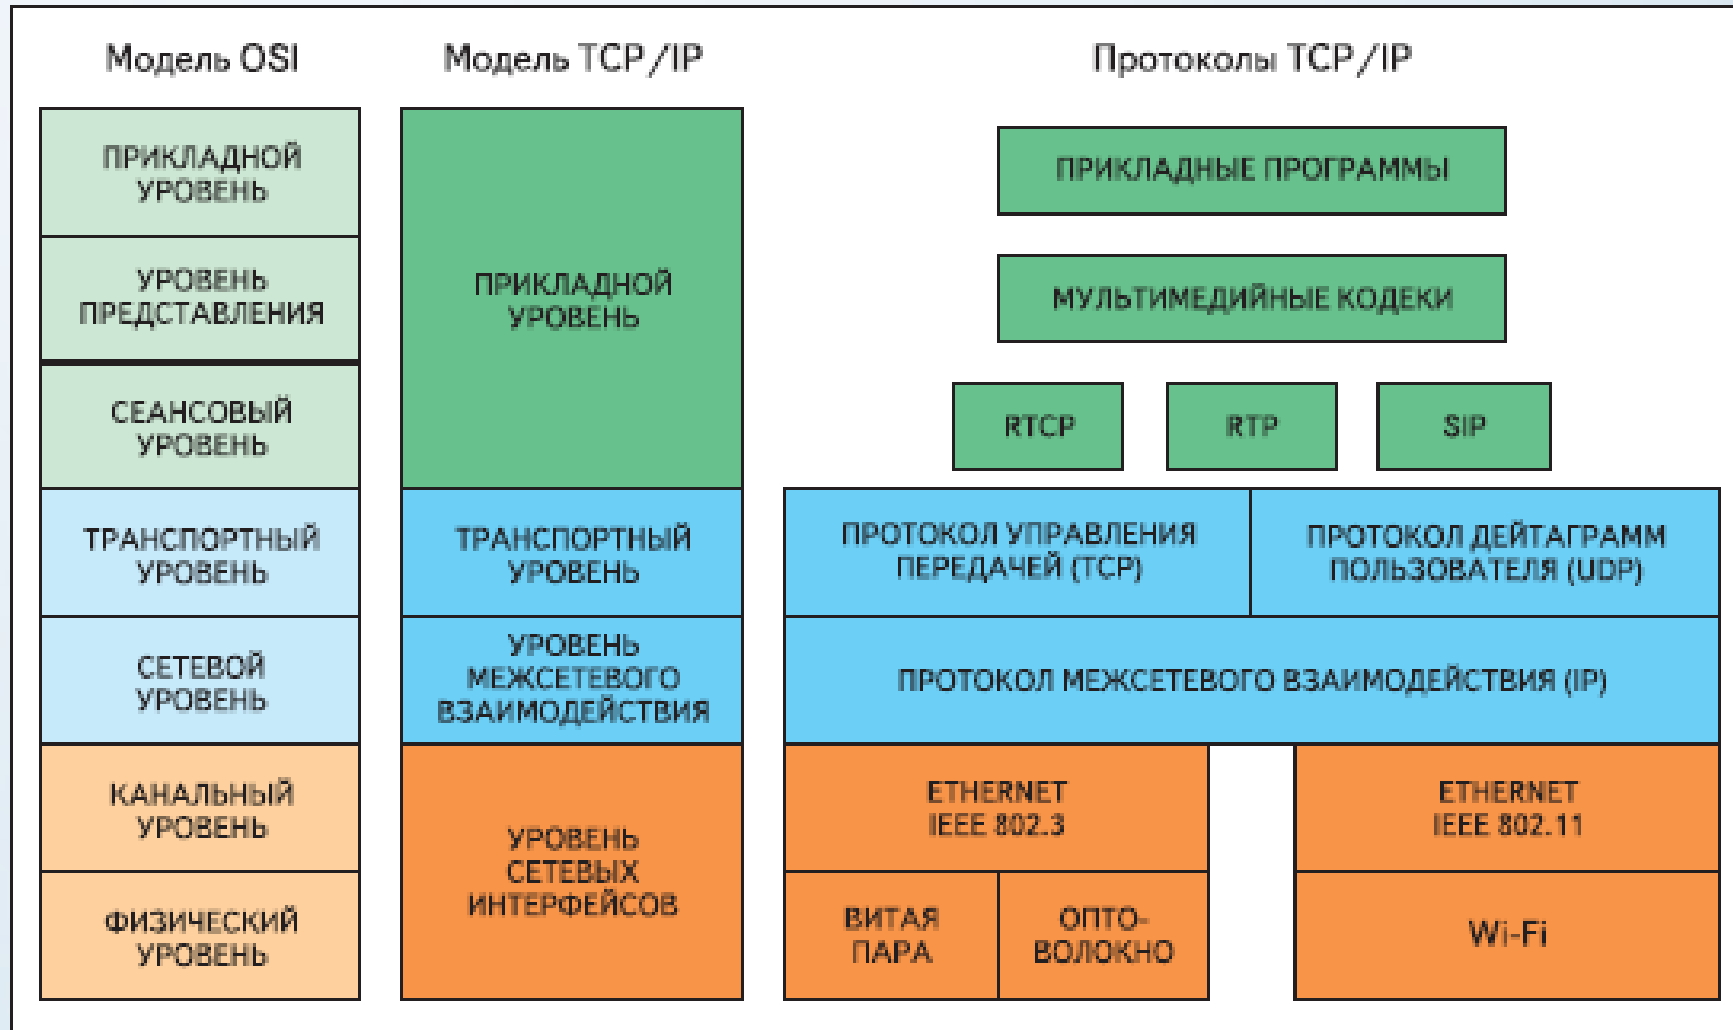 Модель OSI
Модель TCP/IP
Протоколы TCP/IP
ПРИКЛАДНОЙ
УРОВЕНЬ
УРОВЕНЬ
ПРЕДСТАВЛЕНИЯ
СЕАНСОВЫЙ
УРОВЕНЬ
ТРАНСПОРТНЫЙ
УРОВЕНЬ
СЕТЕВОЙ
УРОВЕНЬ
КАНАЛЬНЫЙ
УРОВЕНЬ
ФИЗИЧЕСКИЙ
УРОВЕНЬ
ПРИКЛАДНОЙ
УРОВЕНЬ
ТРАНСПОРТНЫЙ
УРОВЕНЬ
УРОВЕНЬ
МЕЖСЕТЕВОГО
ВЗАИМОДЕЙСТВИЯ
УРОВЕНЬ
СЕТЕВЫХ
ИНТЕРФЕЙСОВ
ПРИКЛАДНЫЕ ПРОГРАММЫ
МУЛЬТИМЕДИЙНЫЕ КОДЕКИ
RTCP
RTP
SIP
ПРОТОКОЛ УПРАВЛЕНИЯ
ПЕРЕДАЧЕЙ (TCP)
ПРОТОКОЛ ДЕЙТАГРАММ
ПОЛЬЗОВАТЕЛЯ (UDP)
ПРОТОКОЛ МЕЖСЕТЕВОГО ВЗАИМОДЕЙСТВИЯ (IP)
ETHERNET
IEEE 802.3
ETHERNET
IEEE 802.11
ВИТАЯ
ПАРА
ОПТО-
ВОЛОКНО
Wi-Fi